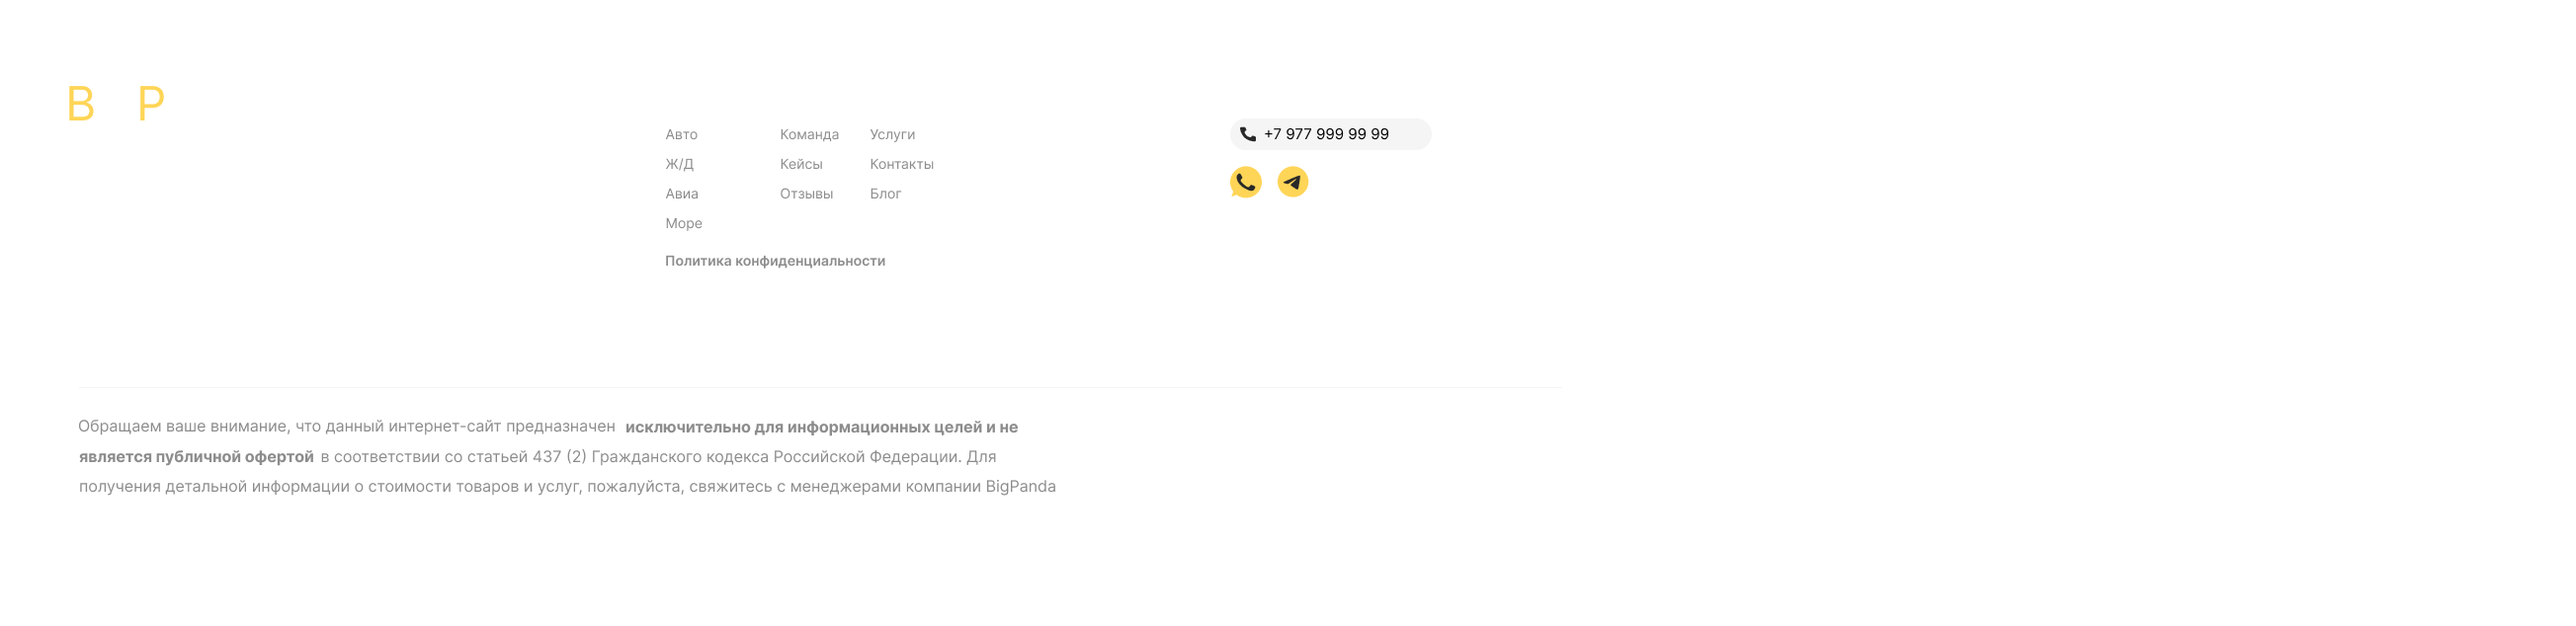 B P
Авто Команда Услуги
Ж/Д Кейсы Контакты
Авиа Отзывы Блог
Море
Политика конфиденциальности
+7 977 999 99 99
Обращаем ваше внимание, что данный интернет-сайт предназначен исключительно для информационных целей и не
является публичной офертой в соответствии со статьей 437 (2) Гражданского кодекса Российской Федерации. Для
получения детальной информации о стоимости товаров и услуг, пожалуйста, свяжитесь с менеджерами компании BigPanda